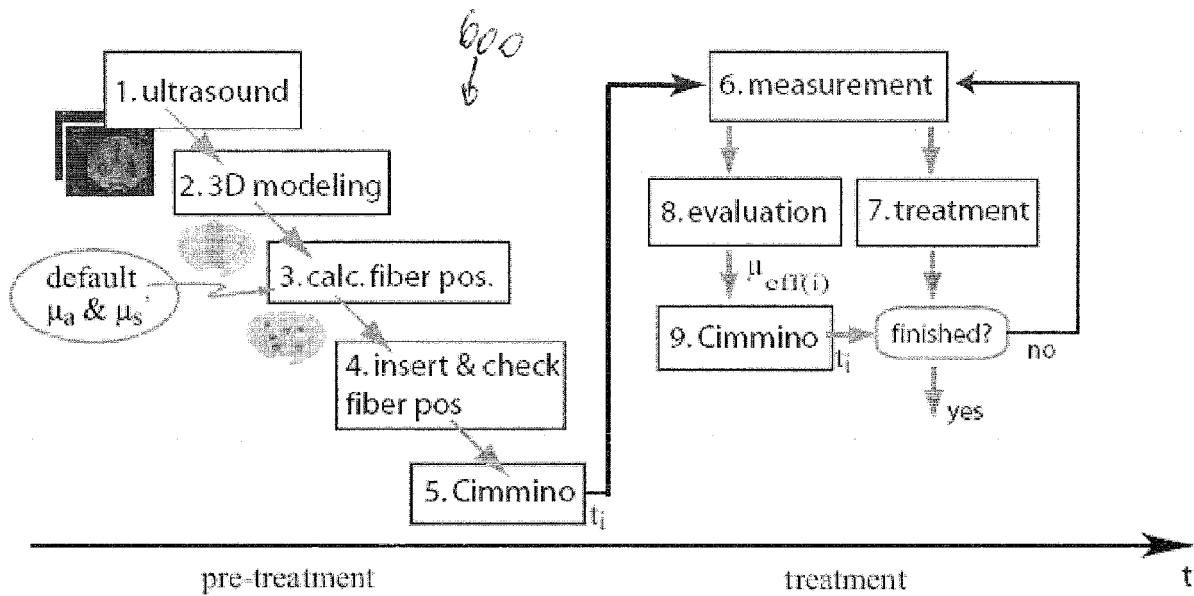 600
1. ultrasound
2. 3D modeling
default
μa & μs'
3. calc. fiber pos.
4. insert & check
fiber pos
5. Cimmino
ti
6. measurement
8. evaluation
7. treatment
μeff(i)
9. Cimmino
ti
finished?
no
yes
pre-treatment
treatment
t